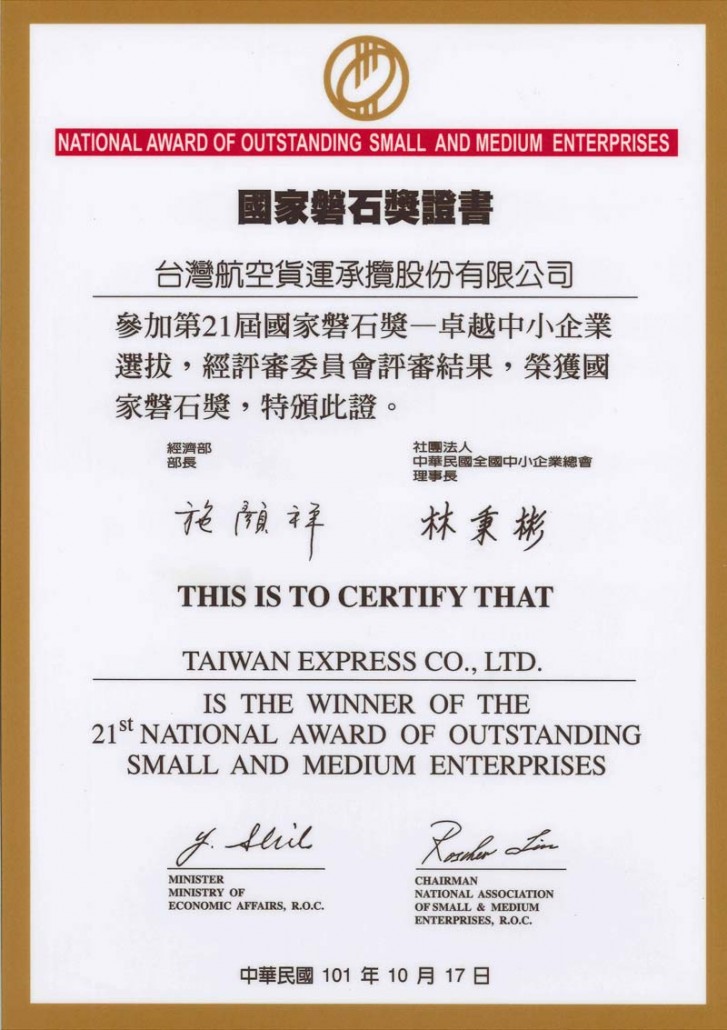 NATIONAL AWARD OF OUTSTANDING SMALL AND MEDIUM ENTERPRISES
國家磐石獎證書
台灣航空貨運承攬股份有限公司
參加第21屆國家磐石獎—卓越中小企業
選拔，經評審委員會評審結果，榮獲國
家磐石獎，特頒此證。
經濟部
部長
社團法人
中華民國全國中小企業總會
理事長
施顏祥
林秉彬
THIS IS TO CERTIFY THAT
TAIWAN EXPRESS CO., LTD.
IS THE WINNER OF THE
21st NATIONAL AWARD OF OUTSTANDING
SMALL AND MEDIUM ENTERPRISES
MINISTER
MINISTRY OF
ECONOMIC AFFAIRS, R.O.C.
CHAIRMAN
NATIONAL ASSOCIATION
OF SMALL & MEDIUM
ENTERPRISES, R.O.C.
中華民國 101 年 10 月 17 日